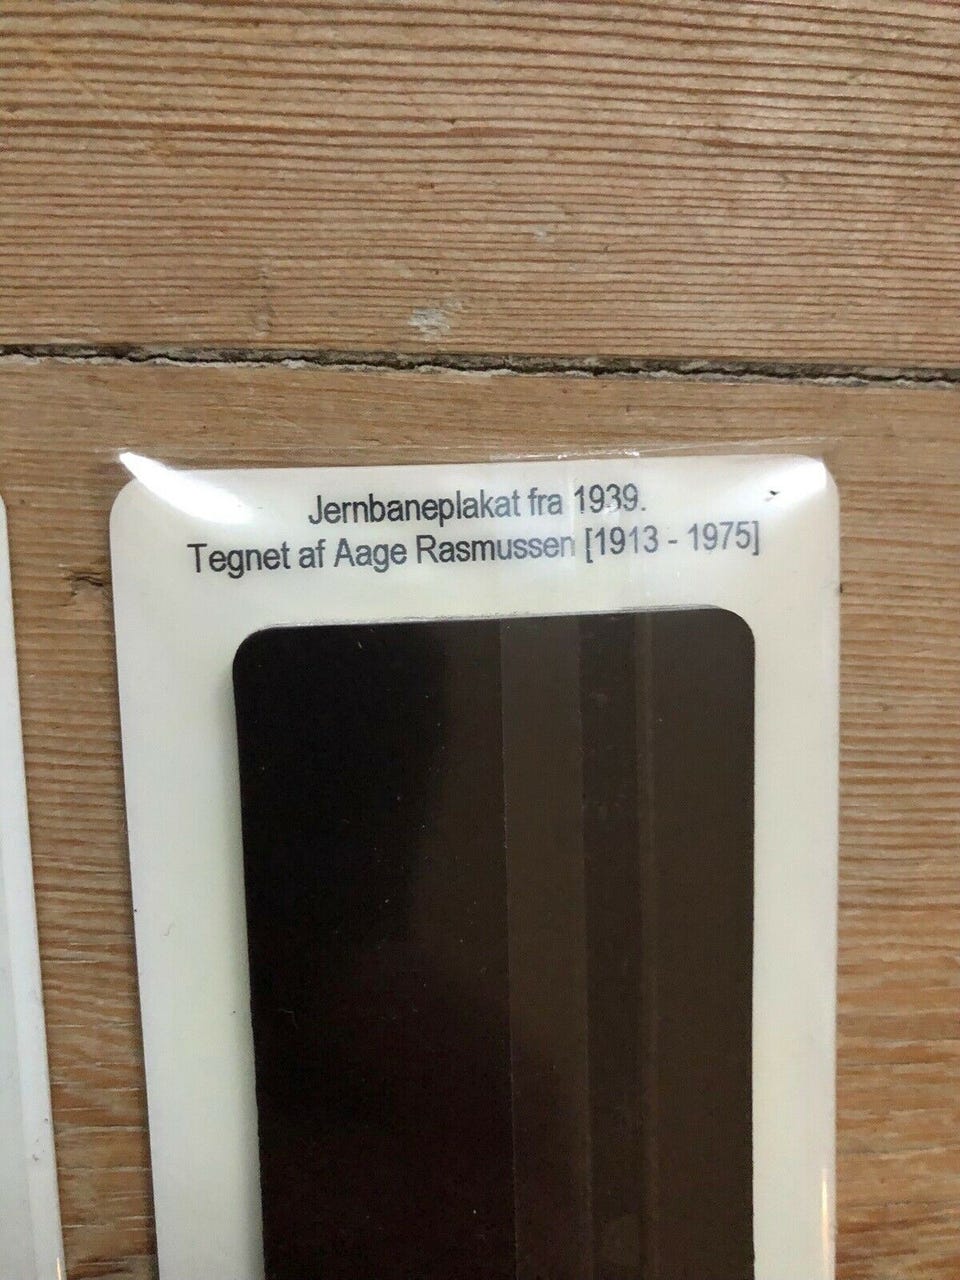 Jernbaneplakat fra 1939.
Tegnet af Aage Rasmussen [1913 - 1975]